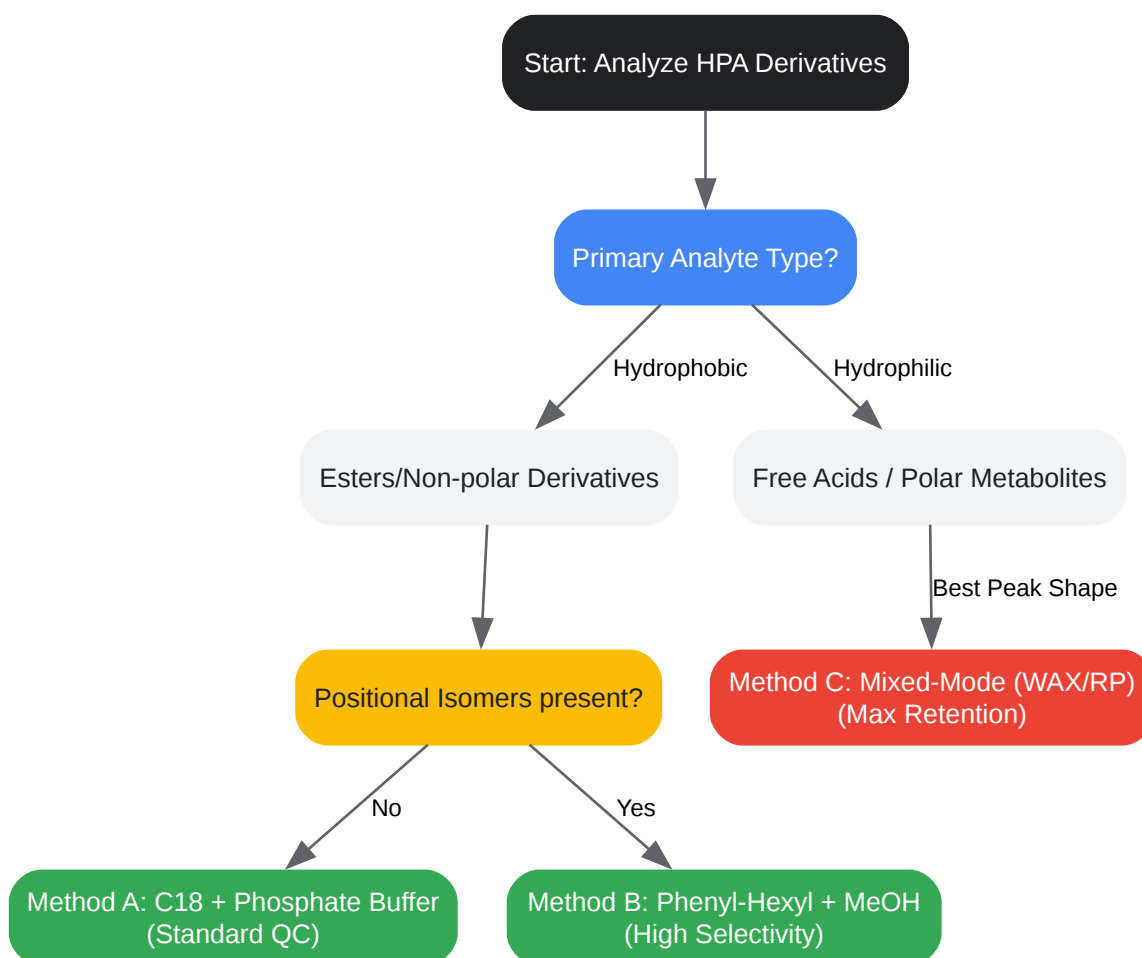 Start: Analyze HPA Derivatives
Primary Analyte Type?
Hydrophobic
Hydrophilic
Esters/Non-polar Derivatives
Free Acids / Polar Metabolites
Best Peak Shape
Positional Isomers present?
Method C: Mixed-Mode (WAX/RP)
(Max Retention)
No
Yes
Method A: C18 + Phosphate Buffer
(Standard QC)
Method B: Phenyl-Hexyl + MeOH
(High Selectivity)